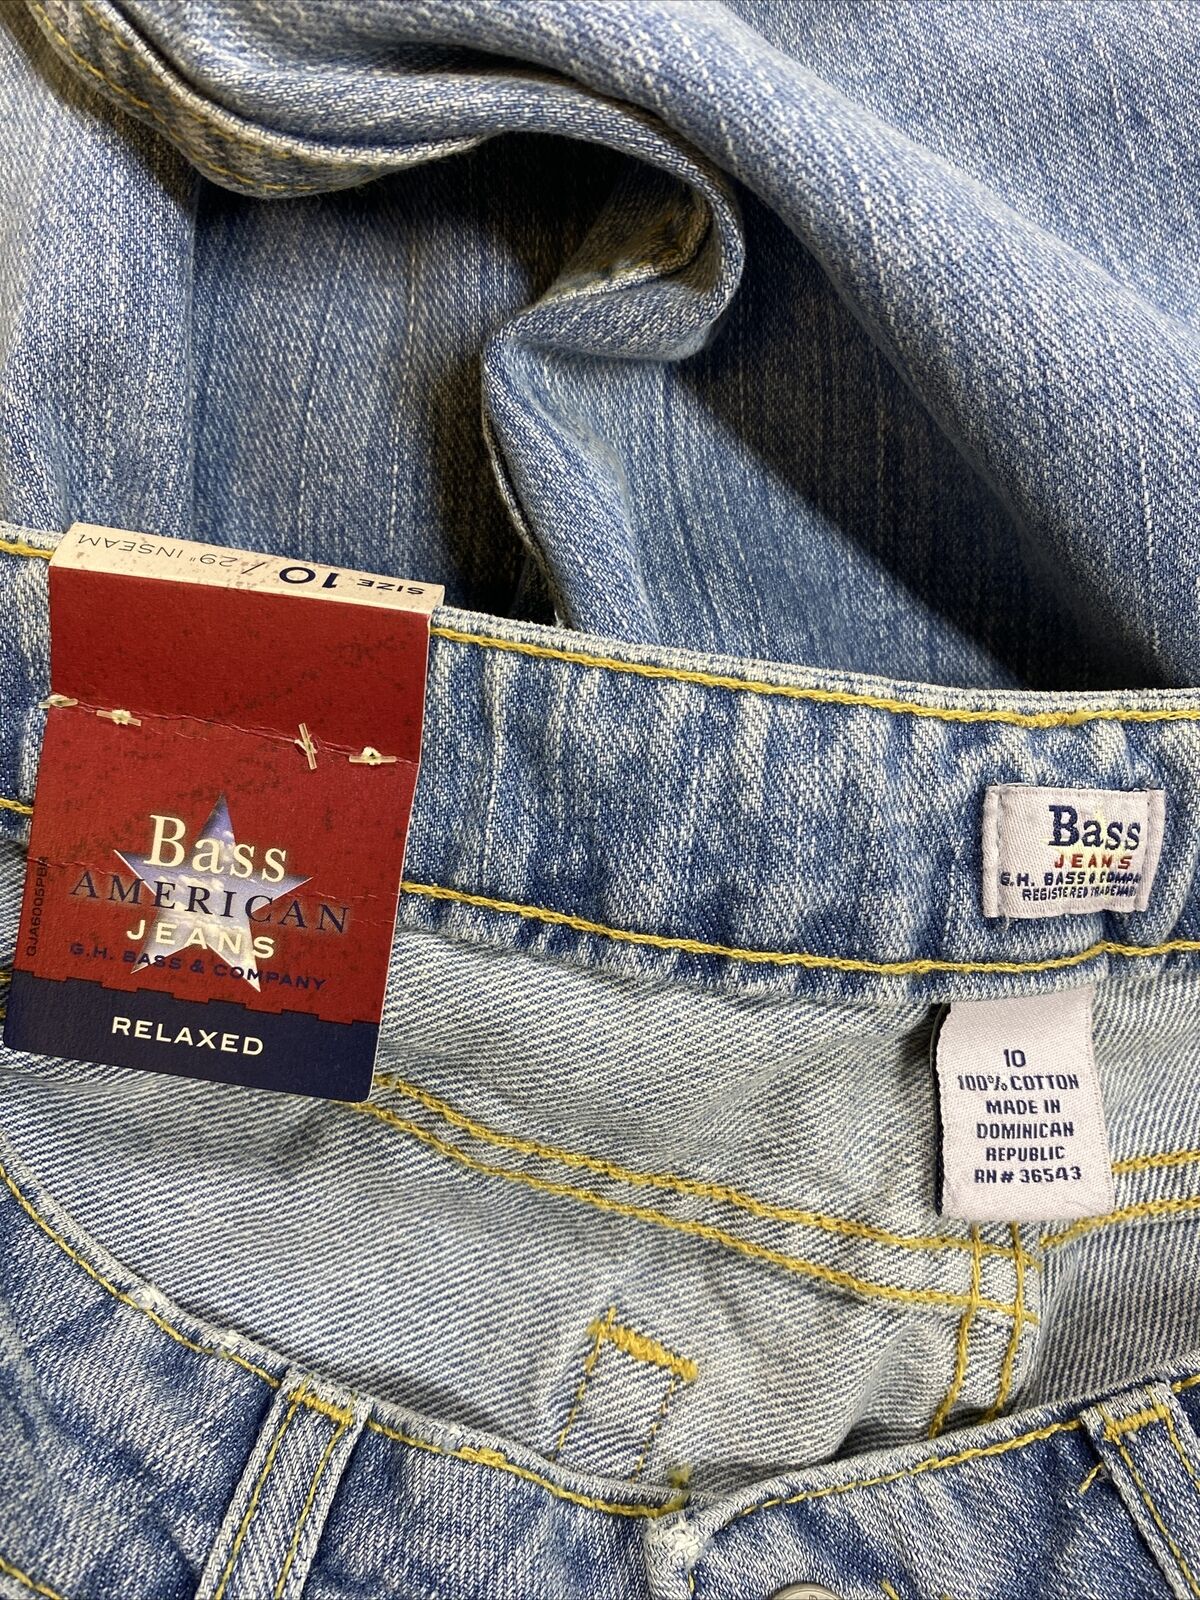 SIZE 10 / 29" INSEAM
Bass
AMERICAN
JEANS
G.H. BASS & COMPANY
RELAXED
Bass
JEANS
G.H. BASS & COMPANY
REGISTERED TRADEMARK
10
100% COTTON
MADE IN
DOMINICAN
REPUBLIC
RN# 36543